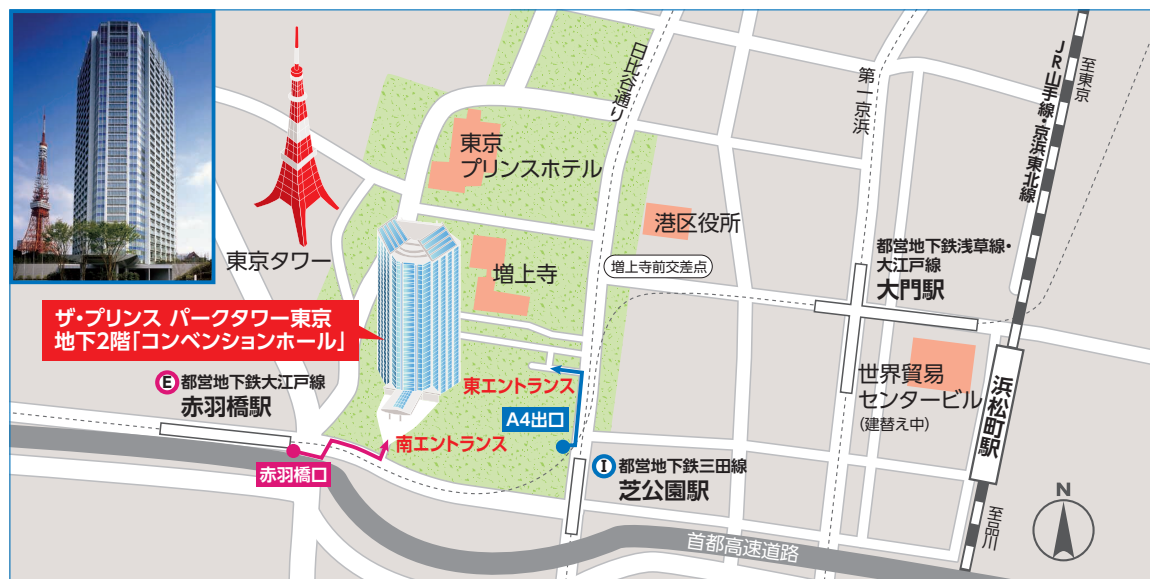 日比谷通り
第一京浜
至東京
JR山手線・京浜東北線
東京
プリンスホテル
港区役所
東京タワー
増上寺
増上寺前交差点
都営地下鉄浅草線・
大江戸線
大門駅
ザ・プリンス パークタワー東京
地下2階「コンベンションホール」
E 都営地下鉄大江戸線
赤羽橋駅
東エントランス
A4出口
世界貿易
センタービル
(建替え中)
浜松町駅
南エントランス
赤羽橋口
I 都営地下鉄三田線
芝公園駅
N
至品川
首都高速道路